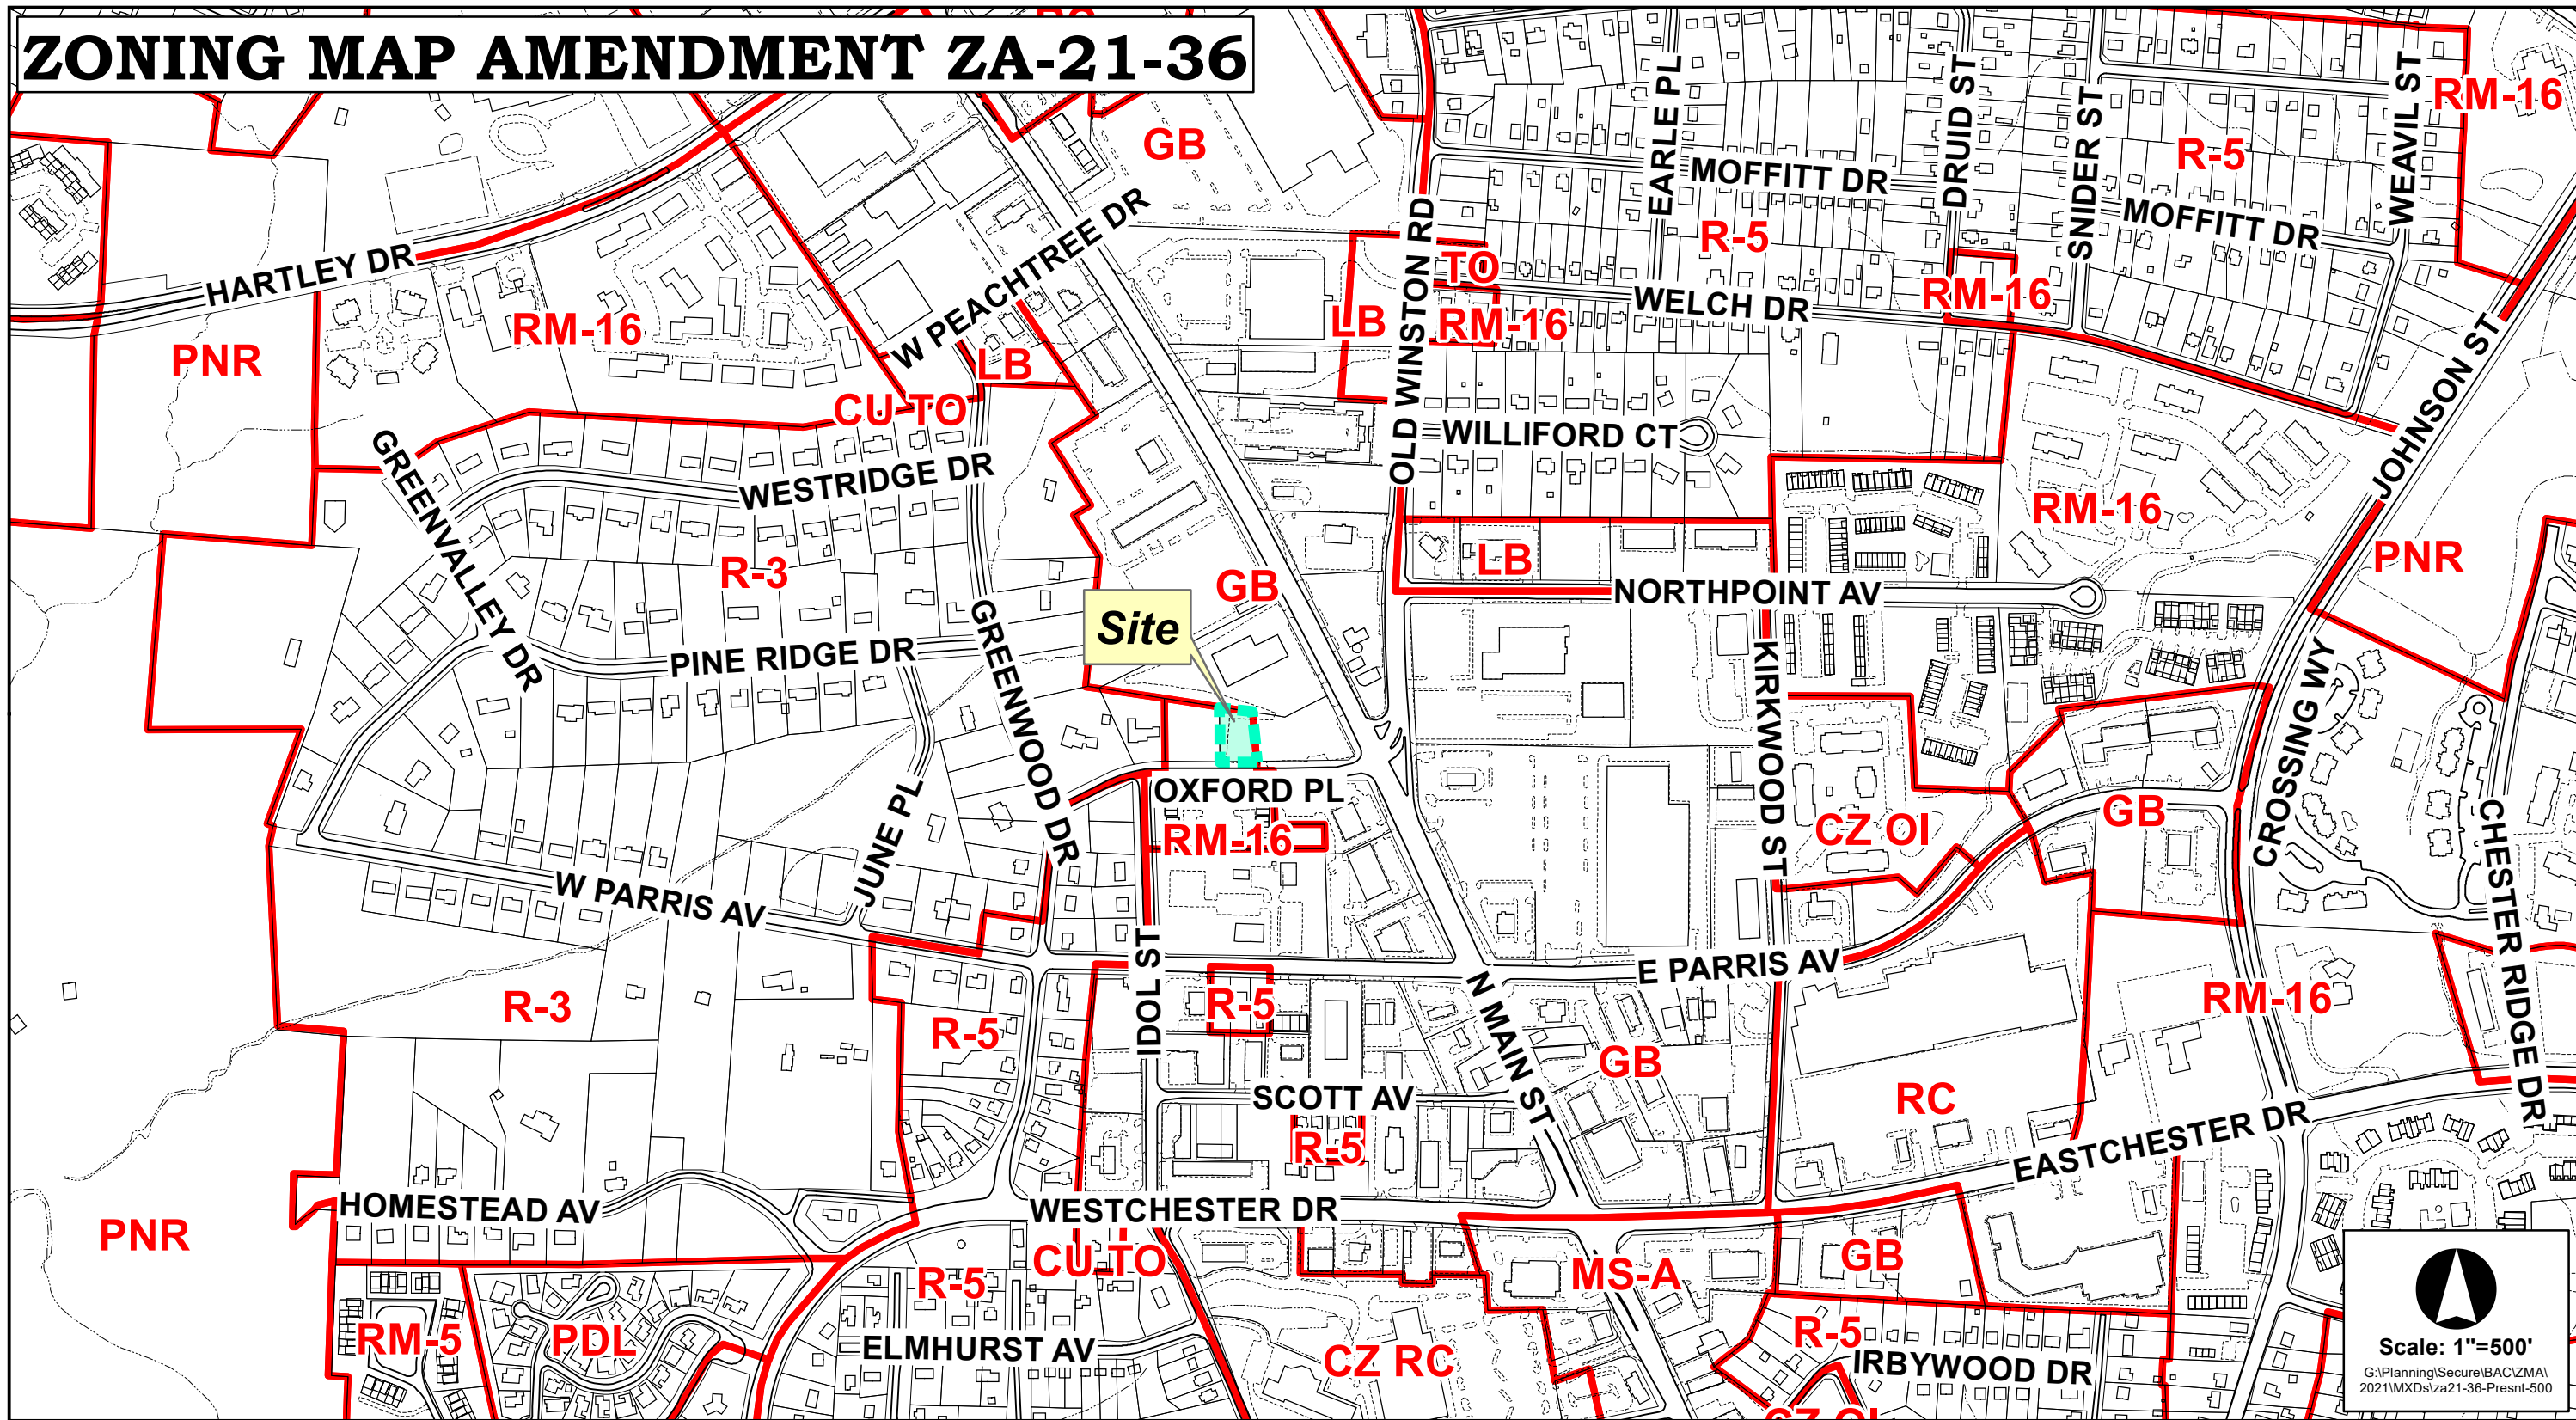 ZONING MAP AMENDMENT ZA-21-36
GB
RM-16
R-5
EARLE PL
DRUID ST
SNIDER ST
WEAVIL ST
MOFFITT DR
MOFFITT DR
R-5
HARTLEY DR
W PEACHTREE DR
OLD WINSTON RD
TO
LB
RM-16
WELCH DR
RM-16
PNR
RM-16
LB
CU TO
JOHNSON ST
WILLIFORD CT
GREENVALLEY DR
WESTRIDGE DR
RM-16
R-3
GB
LB
NORTHPOINT AV
PNR
Site
PINE RIDGE DR
GREENWOOD DR
KIRKWOOD ST
CROSSING WY
JUNE PL
OXFORD PL
RM-16
CZ OI
GB
CHESTER RIDGE DR
W PARRIS AV
IDOL ST
E PARRIS AV
N MAIN ST
R-3
R-5
R-5
RM-16
GB
SCOTT AV
RC
R-5
EASTCHESTER DR
PNR
HOMESTEAD AV
WESTCHESTER DR
CU TO
R-5
MS-A
GB
RM-5
PDL
ELMHURST AV
CZ RC
R-5
IRBYWOOD DR
CZ OI
Scale: 1"=500'
G:\Planning\Secure\BAC\ZMA\
2021\MXDs\za21-36-Presnt-500